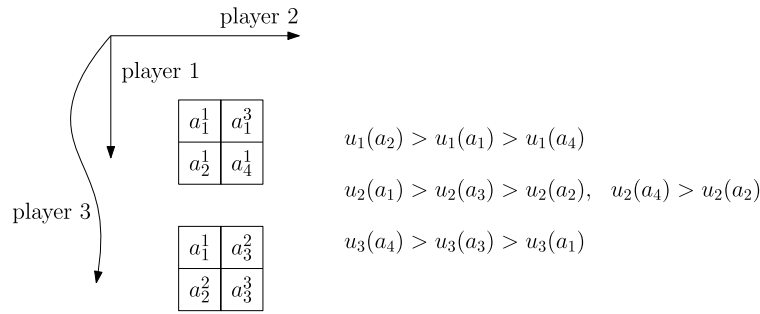 player 2
player 1
a_1^1 a_1^3
a_2^1 a_4^1
u_1(a_2) > u_1(a_1) > u_1(a_4)
u_2(a_1) > u_2(a_3) > u_2(a_2), u_2(a_4) > u_2(a_2)
player 3
u_3(a_4) > u_3(a_3) > u_3(a_1)
a_1^1 a_3^2
a_2^2 a_3^3